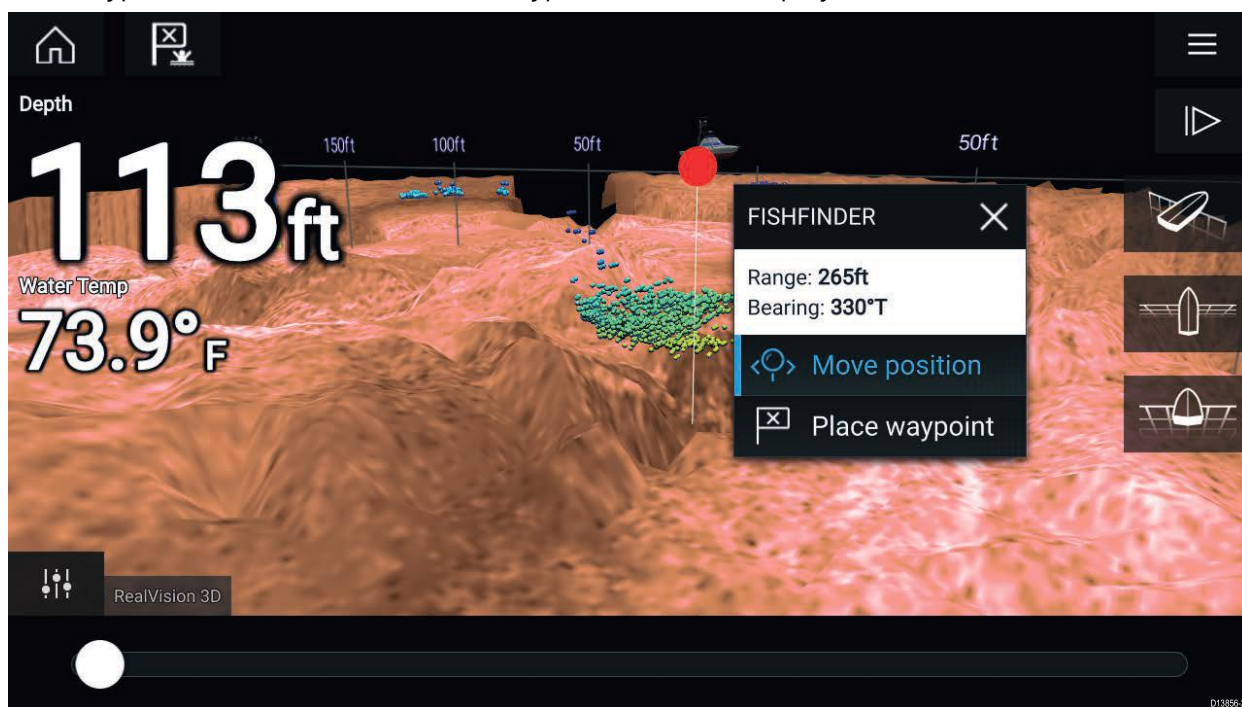 Depth
113ft
Water Temp
73.9°F
150ft
100ft
50ft
50ft
FISHFINDER
Range: 265ft
Bearing: 330°T
Move position
Place waypoint
RealVision 3D